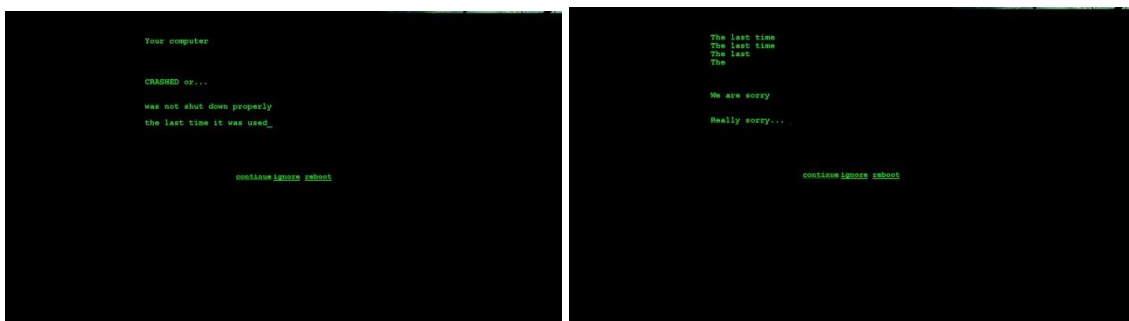 Your computer
CRASHED or...
was not shut down properly
the last time it was used_
continue ignore reboot
The last time
The last time
The last
The
We are sorry
Really sorry...
continue ignore reboot